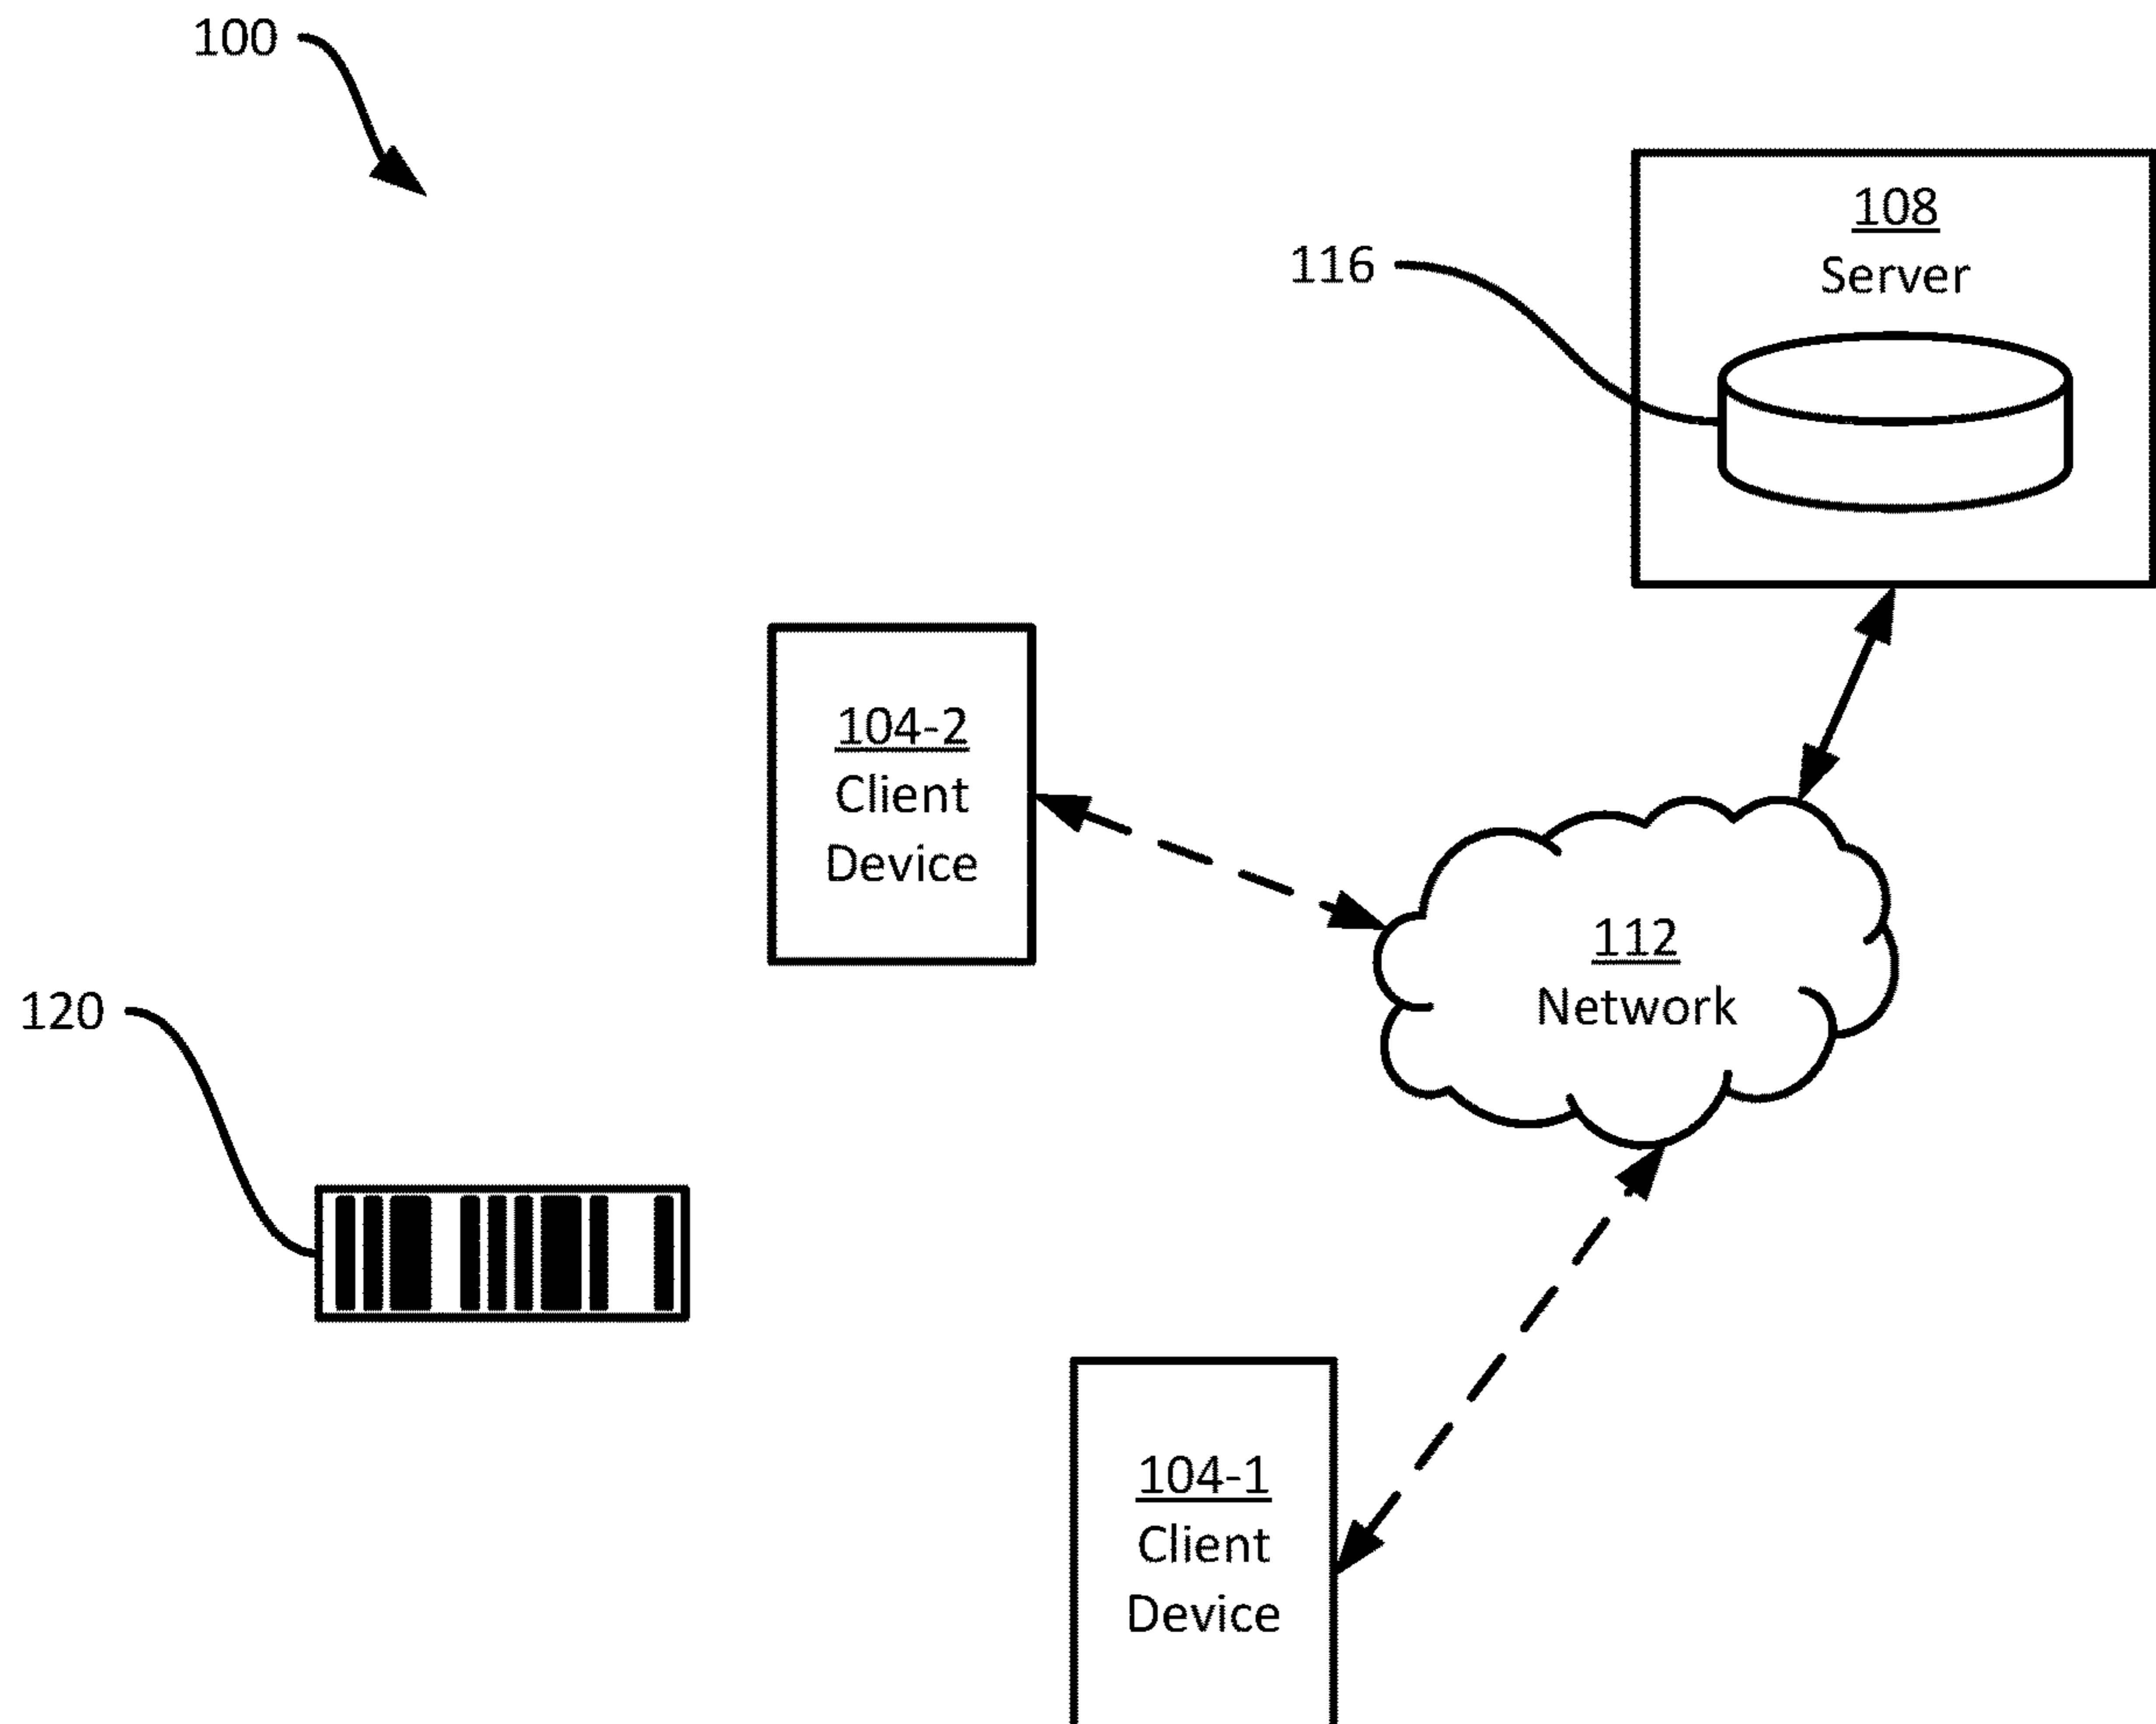 100
108
Server
116
104-2
Client
Device
112
Network
120
104-1
Client
Device